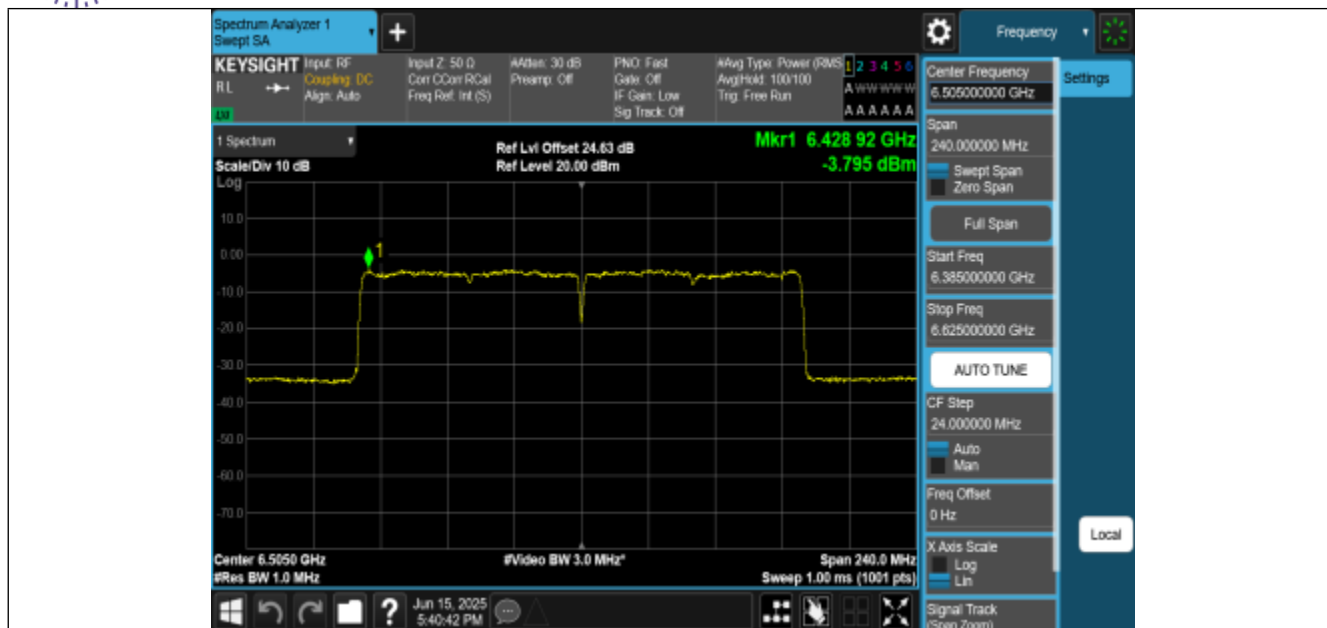 Spectrum Analyzer 1
Swept SA
+
Frequency
KEYSIGHT
RL
Input: RF
Coupling: DC
Align: Auto
Input Z: 50 Ω
Corr CCorr RCal
Freq Ref: Int (S)
#Atten: 30 dB
Preamp: Off
PNO: Fast
Gate: Off
IF Gain: Low
Sig Track: Off
#Avg Type: Power (RMS
Avg|Hold: 100/100
Trig: Free Run
1 2 3 4 5 6
A W W W W W
A A A A A A
1 Spectrum
Scale/Div 10 dB
Log
Ref Lvl Offset 24.63 dB
Ref Level 20.00 dBm
Mkr1 6.428 92 GHz
-3.795 dBm
10.0
0.00
-10.0
-20.0
-30.0
-40.0
-50.0
-60.0
-70.0
1
Center 6.5050 GHz
#Res BW 1.0 MHz
#Video BW 3.0 MHz*
Span 240.0 MHz
Sweep 1.00 ms (1001 pts)
Center Frequency
6.505000000 GHz
Span
240.000000 MHz
Swept Span
Zero Span
Full Span
Start Freq
6.385000000 GHz
Stop Freq
6.625000000 GHz
AUTO TUNE
CF Step
24.000000 MHz
Auto
Man
Freq Offset
0 Hz
X Axis Scale
Log
Lin
Signal Track
(Span Zoom)
Settings
Local
?
Jun 15, 2025
5:40:42 PM